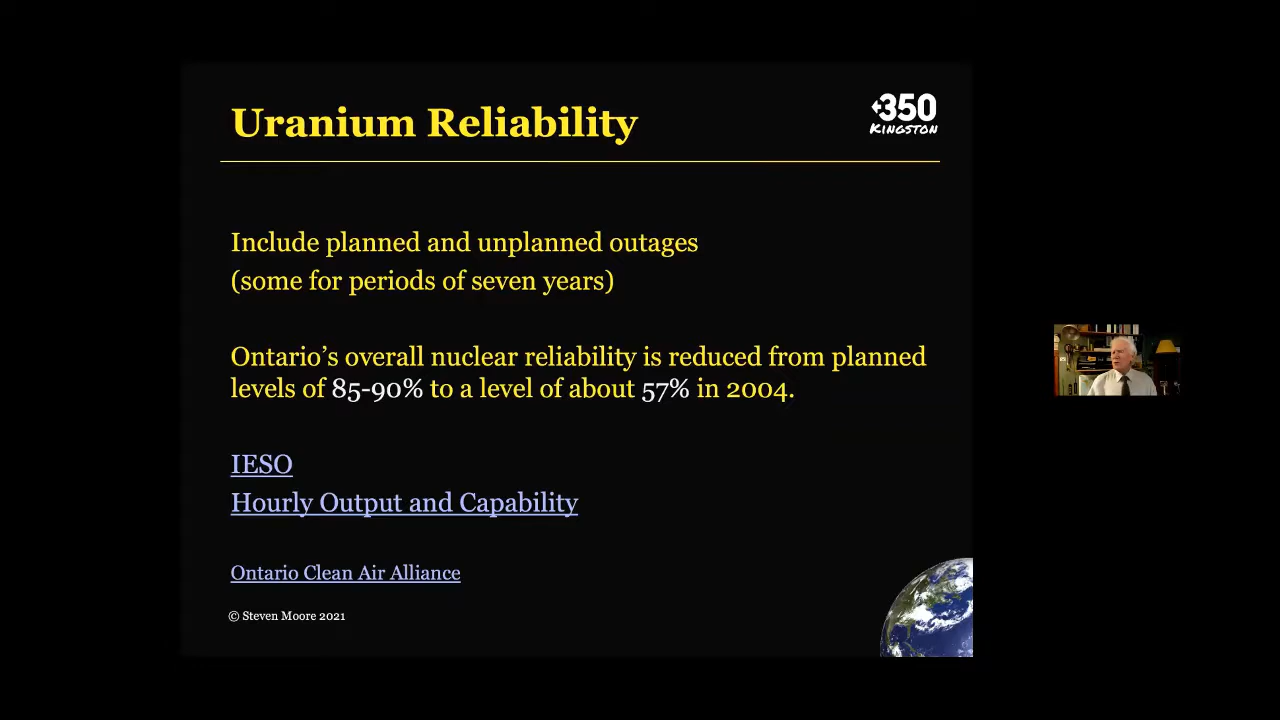 Uranium Reliability
350
KINGSTON
Include planned and unplanned outages
(some for periods of seven years)
Ontario’s overall nuclear reliability is reduced from planned
levels of 85-90% to a level of about 57% in 2004.
IESO
Hourly Output and Capability
Ontario Clean Air Alliance
© Steven Moore 2021